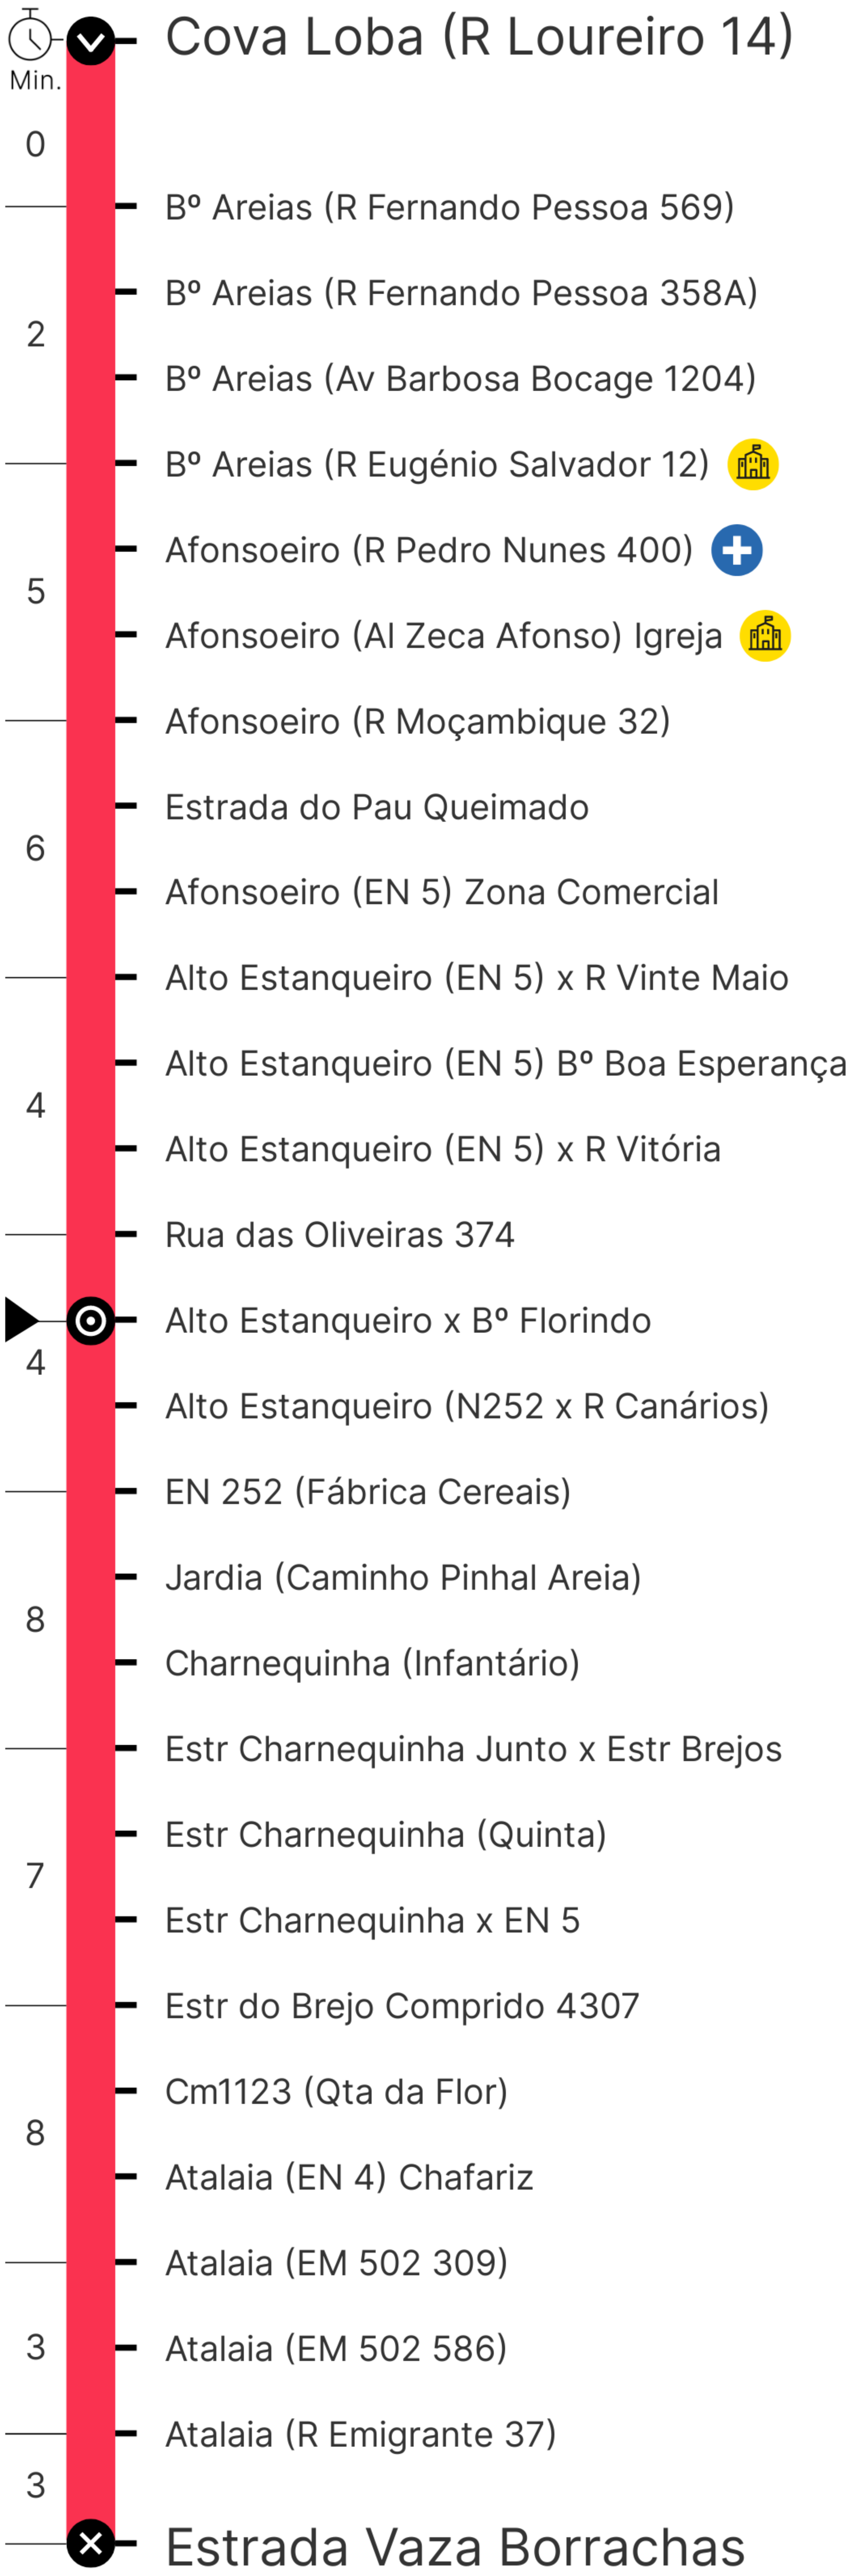 Cova Loba (R Loureiro 14)
Min.
0
Bº Areias (R Fernando Pessoa 569)
Bº Areias (R Fernando Pessoa 358A)
2
Bº Areias (Av Barbosa Bocage 1204)
Bº Areias (R Eugénio Salvador 12)
Afonsoeiro (R Pedro Nunes 400)
5
Afonsoeiro (Al Zeca Afonso) Igreja
Afonsoeiro (R Moçambique 32)
Estrada do Pau Queimado
6
Afonsoeiro (EN 5) Zona Comercial
Alto Estanqueiro (EN 5) x R Vinte Maio
Alto Estanqueiro (EN 5) Bº Boa Esperança
4
Alto Estanqueiro (EN 5) x R Vitória
Rua das Oliveiras 374
Alto Estanqueiro x Bº Florindo
4
Alto Estanqueiro (N252 x R Canários)
EN 252 (Fábrica Cereais)
Jardia (Caminho Pinhal Areia)
8
Charnequinha (Infantário)
Estr Charnequinha Junto x Estr Brejos
Estr Charnequinha (Quinta)
7
Estr Charnequinha x EN 5
Estr do Brejo Comprido 4307
Cm1123 (Qta da Flor)
8
Atalaia (EN 4) Chafariz
Atalaia (EM 502 309)
3
Atalaia (EM 502 586)
Atalaia (R Emigrante 37)
3
Estrada Vaza Borrachas